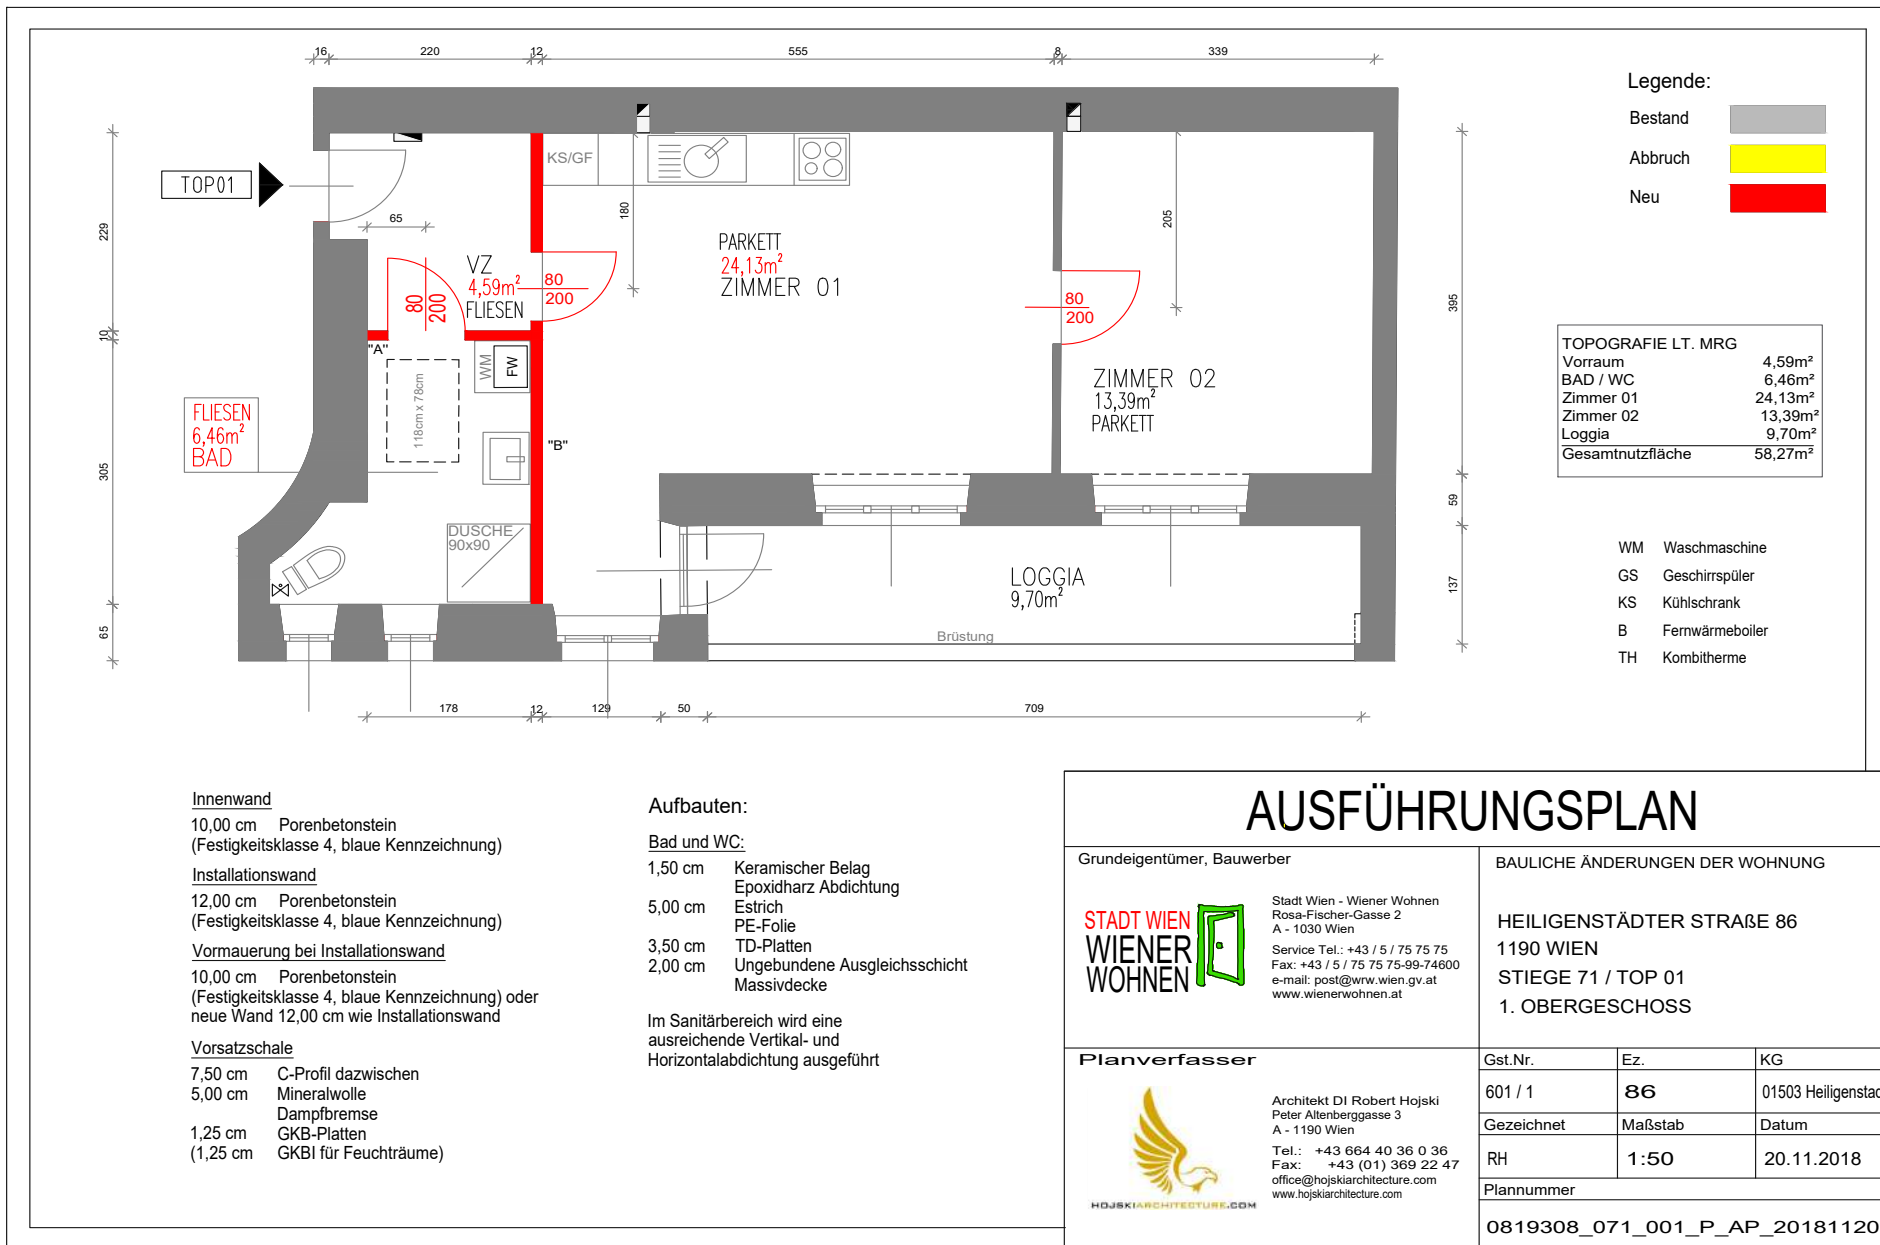 16 220 12 555 8 339
TOP01
KS/GF
229
65
180
205
VZ
4,59m²
FLIESEN
80
200
80
200
PARKETT
24,13m²
ZIMMER 01
80
200
395
10
"A"
WM
FW
118cm x 78cm
ZIMMER 02
13,39m²
PARKETT
FLIESEN
6,46m²
BAD
"B"
305
59
DUSCHE
90x90
LOGGIA
9,70m²
137
Brüstung
65
178 12 129 50 709
Legende:
Bestand
Abbruch
Neu
TOPOGRAFIE LT. MRG
Vorraum 4,59m²
BAD / WC 6,46m²
Zimmer 01 24,13m²
Zimmer 02 13,39m²
Loggia 9,70m²
Gesamtnutzfläche 58,27m²
WM Waschmaschine
GS Geschirrspüler
KS Kühlschrank
B Fernwärmeboiler
TH Kombitherme
Innenwand
10,00 cm Porenbetonstein
(Festigkeitsklasse 4, blaue Kennzeichnung)
Installationswand
12,00 cm Porenbetonstein
(Festigkeitsklasse 4, blaue Kennzeichnung)
Vormauerung bei Installationswand
10,00 cm Porenbetonstein
(Festigkeitsklasse 4, blaue Kennzeichnung) oder
neue Wand 12,00 cm wie Installationswand
Vorsatzschale
7,50 cm C-Profil dazwischen
5,00 cm Mineralwolle
Dampfbremse
1,25 cm GKB-Platten
(1,25 cm GKBI für Feuchträume)
Aufbauten:
Bad und WC:
1,50 cm Keramischer Belag
Epoxidharz Abdichtung
5,00 cm Estrich
PE-Folie
3,50 cm TD-Platten
2,00 cm Ungebundene Ausgleichsschicht
Massivdecke
Im Sanitärbereich wird eine
ausreichende Vertikal- und
Horizontalabdichtung ausgeführt
AUSFÜHRUNGSPLAN
Grundeigentümer, Bauwerber
STADT WIEN
WIENER
WOHNEN
Stadt Wien - Wiener Wohnen
Rosa-Fischer-Gasse 2
A - 1030 Wien
Service Tel.: +43 / 5 / 75 75 75
Fax: +43 / 5 / 75 75 75-99-74600
e-mail: post@wrw.wien.gv.at
www.wienerwohnen.at
BAULICHE ÄNDERUNGEN DER WOHNUNG
HEILIGENSTÄDTER STRAßE 86
1190 WIEN
STIEGE 71 / TOP 01
1. OBERGESCHOSS
Planverfasser
HOJSKIARCHITECTURE.COM
Architekt DI Robert Hojski
Peter Altenberggasse 3
A - 1190 Wien
Tel.: +43 664 40 36 0 36
Fax: +43 (01) 369 22 47
office@hojskiarchitecture.com
www.hojskiarchitecture.com
Gst.Nr. Ez. KG
601 / 1 86 01503 Heiligenstad
Gezeichnet Maßstab Datum
RH 1:50 20.11.2018
Plannummer
0819308_071_001_P_AP_20181120